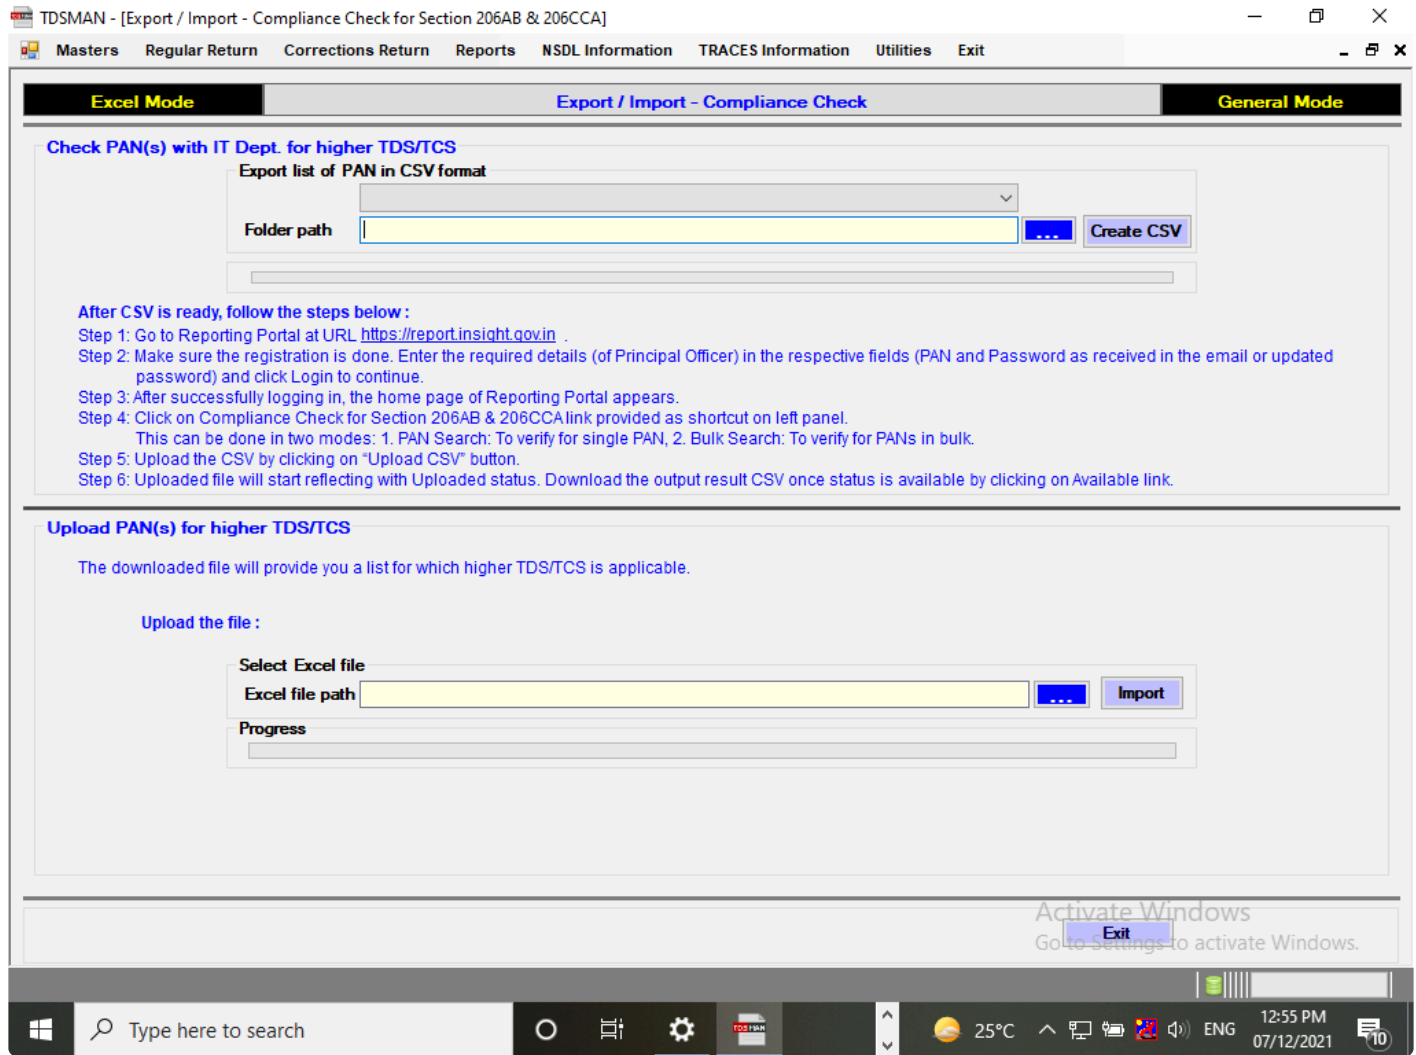 TDSMAN - [Export / Import - Compliance Check for Section 206AB & 206CCA]
Masters Regular Return Corrections Return Reports NSDL Information TRACES Information Utilities Exit
Excel Mode Export / Import - Compliance Check General Mode
Check PAN(s) with IT Dept. for higher TDS/TCS
Export list of PAN in CSV format
Folder path ... Create CSV
After CSV is ready, follow the steps below :
Step 1: Go to Reporting Portal at URL https://report.insight.gov.in .
Step 2: Make sure the registration is done. Enter the required details (of Principal Officer) in the respective fields (PAN and Password as received in the email or updated
password) and click Login to continue.
Step 3: After successfully logging in, the home page of Reporting Portal appears.
Step 4: Click on Compliance Check for Section 206AB & 206CCA link provided as shortcut on left panel.
This can be done in two modes: 1. PAN Search: To verify for single PAN, 2. Bulk Search: To verify for PANs in bulk.
Step 5: Upload the CSV by clicking on “Upload CSV” button.
Step 6: Uploaded file will start reflecting with Uploaded status. Download the output result CSV once status is available by clicking on Available link.
Upload PAN(s) for higher TDS/TCS
The downloaded file will provide you a list for which higher TDS/TCS is applicable.
Upload the file :
Select Excel file
Excel file path ... Import
Progress
Activate Windows
Exit
Go to Settings to activate Windows.
Type here to search TDS MAN 25°C ENG 12:55 PM
07/12/2021 10